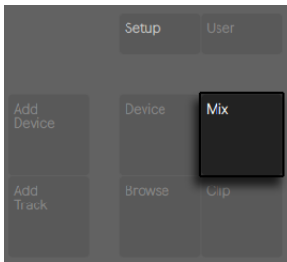 Setup User
Add
Device
Device Mix
Add
Track
Browse Clip